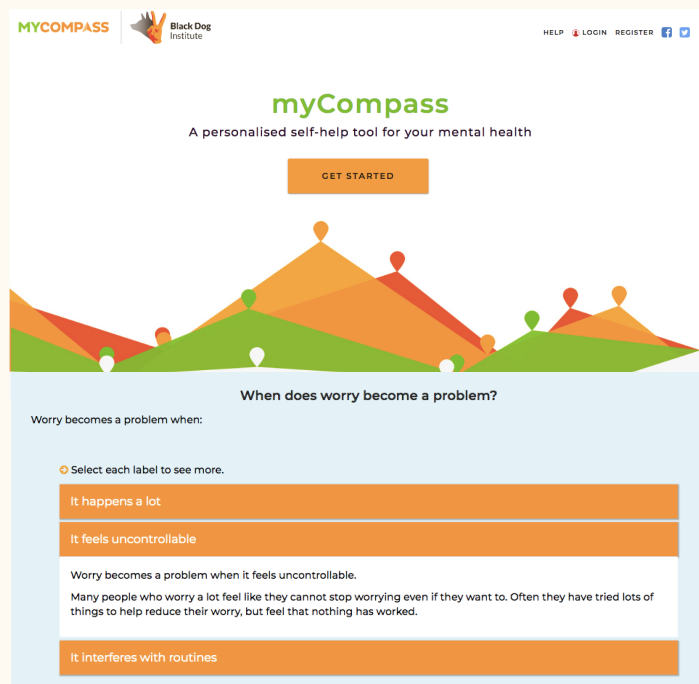 MYCOMPASS
Black Dog
Institute
HELP LOGIN REGISTER
myCompass
A personalised self-help tool for your mental health
GET STARTED
When does worry become a problem?
Worry becomes a problem when:
Select each label to see more.
It happens a lot
It feels uncontrollable
Worry becomes a problem when it feels uncontrollable.
Many people who worry a lot feel like they cannot stop worrying even if they want to. Often they have tried lots of
things to help reduce their worry, but feel that nothing has worked.
It interferes with routines